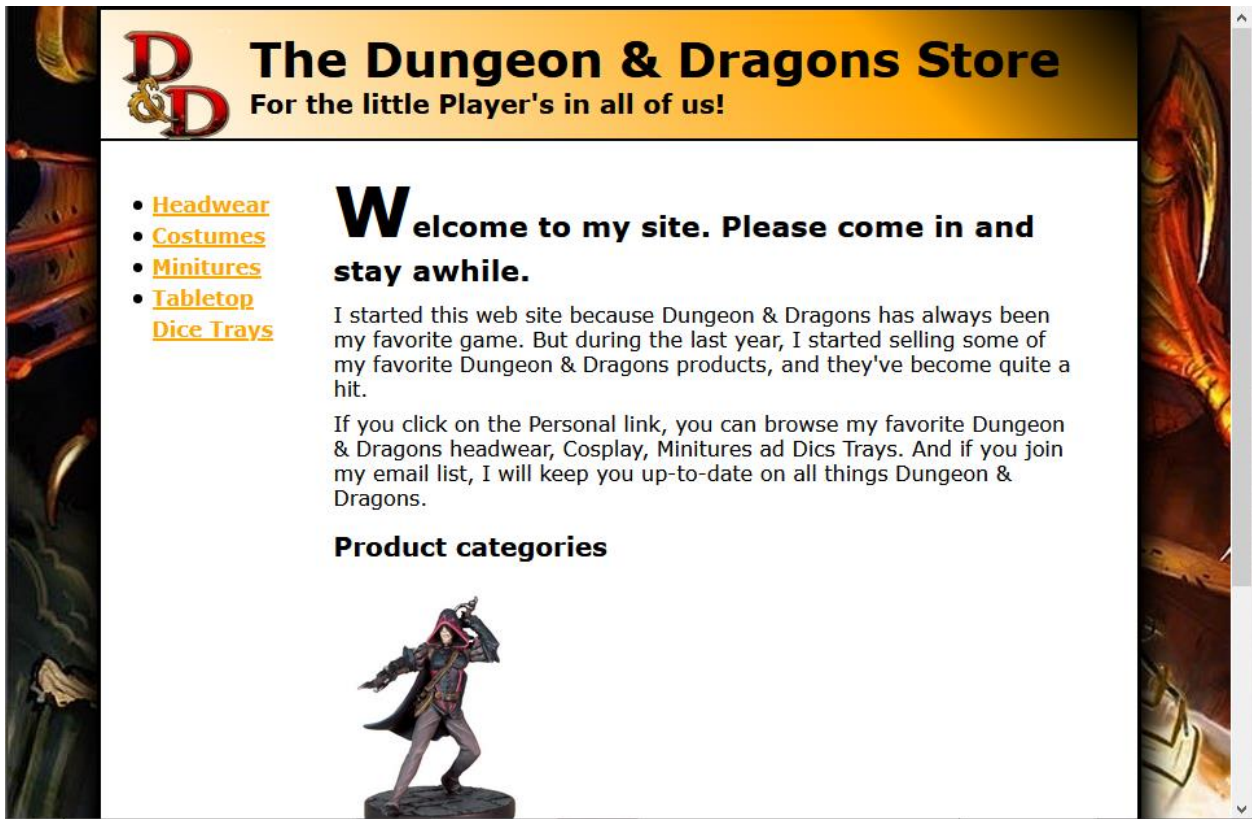 D&D
The Dungeon & Dragons Store
For the little Player's in all of us!
Headwear
Costumes
Minitures
Tabletop
Dice Trays
Welcome to my site. Please come in and
stay awhile.
I started this web site because Dungeon & Dragons has always been
my favorite game. But during the last year, I started selling some of
my favorite Dungeon & Dragons products, and they've become quite a
hit.
If you click on the Personal link, you can browse my favorite Dungeon
& Dragons headwear, Cosplay, Minitures ad Dics Trays. And if you join
my email list, I will keep you up-to-date on all things Dungeon &
Dragons.
Product categories